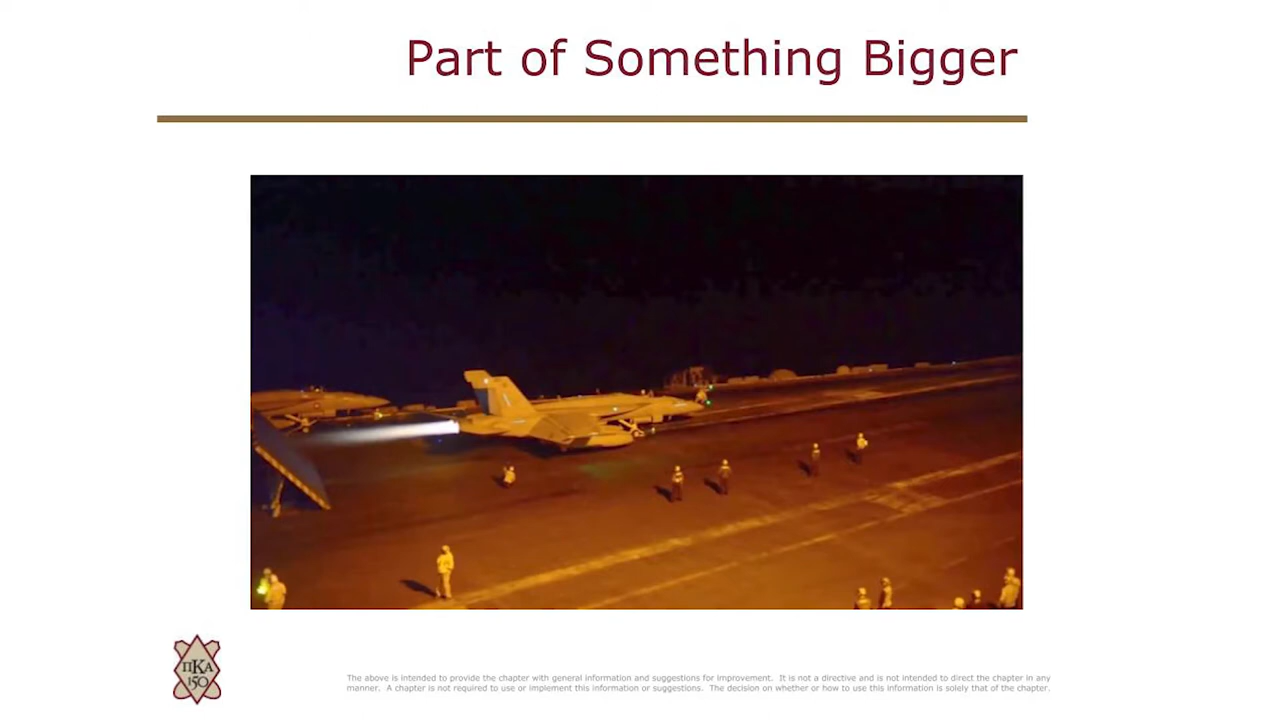 Part of Something Bigger
ΠΚΑ
150
The above is intended to provide the chapter with general information and suggestions for improvement.  It is not a directive and is not intended to direct the chapter in any
manner.  A chapter is not required to use or implement this information or suggestions.  The decision on whether or how to use this information is solely that of the chapter.